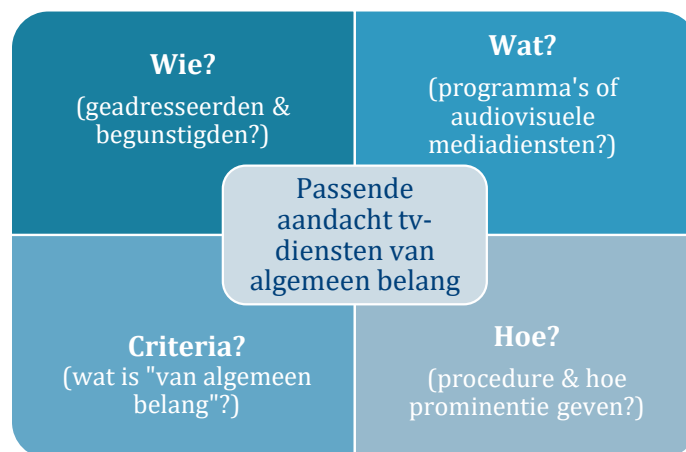 Wie?
(geadresseerden &
begunstigden?)
Wat?
(programma's of
audiovisuele
mediadiensten?)
Passende
aandacht tv-
diensten van
algemeen belang
Criteria?
(wat is "van algemeen
belang"?)
Hoe?
(procedure & hoe
prominentie geven?)